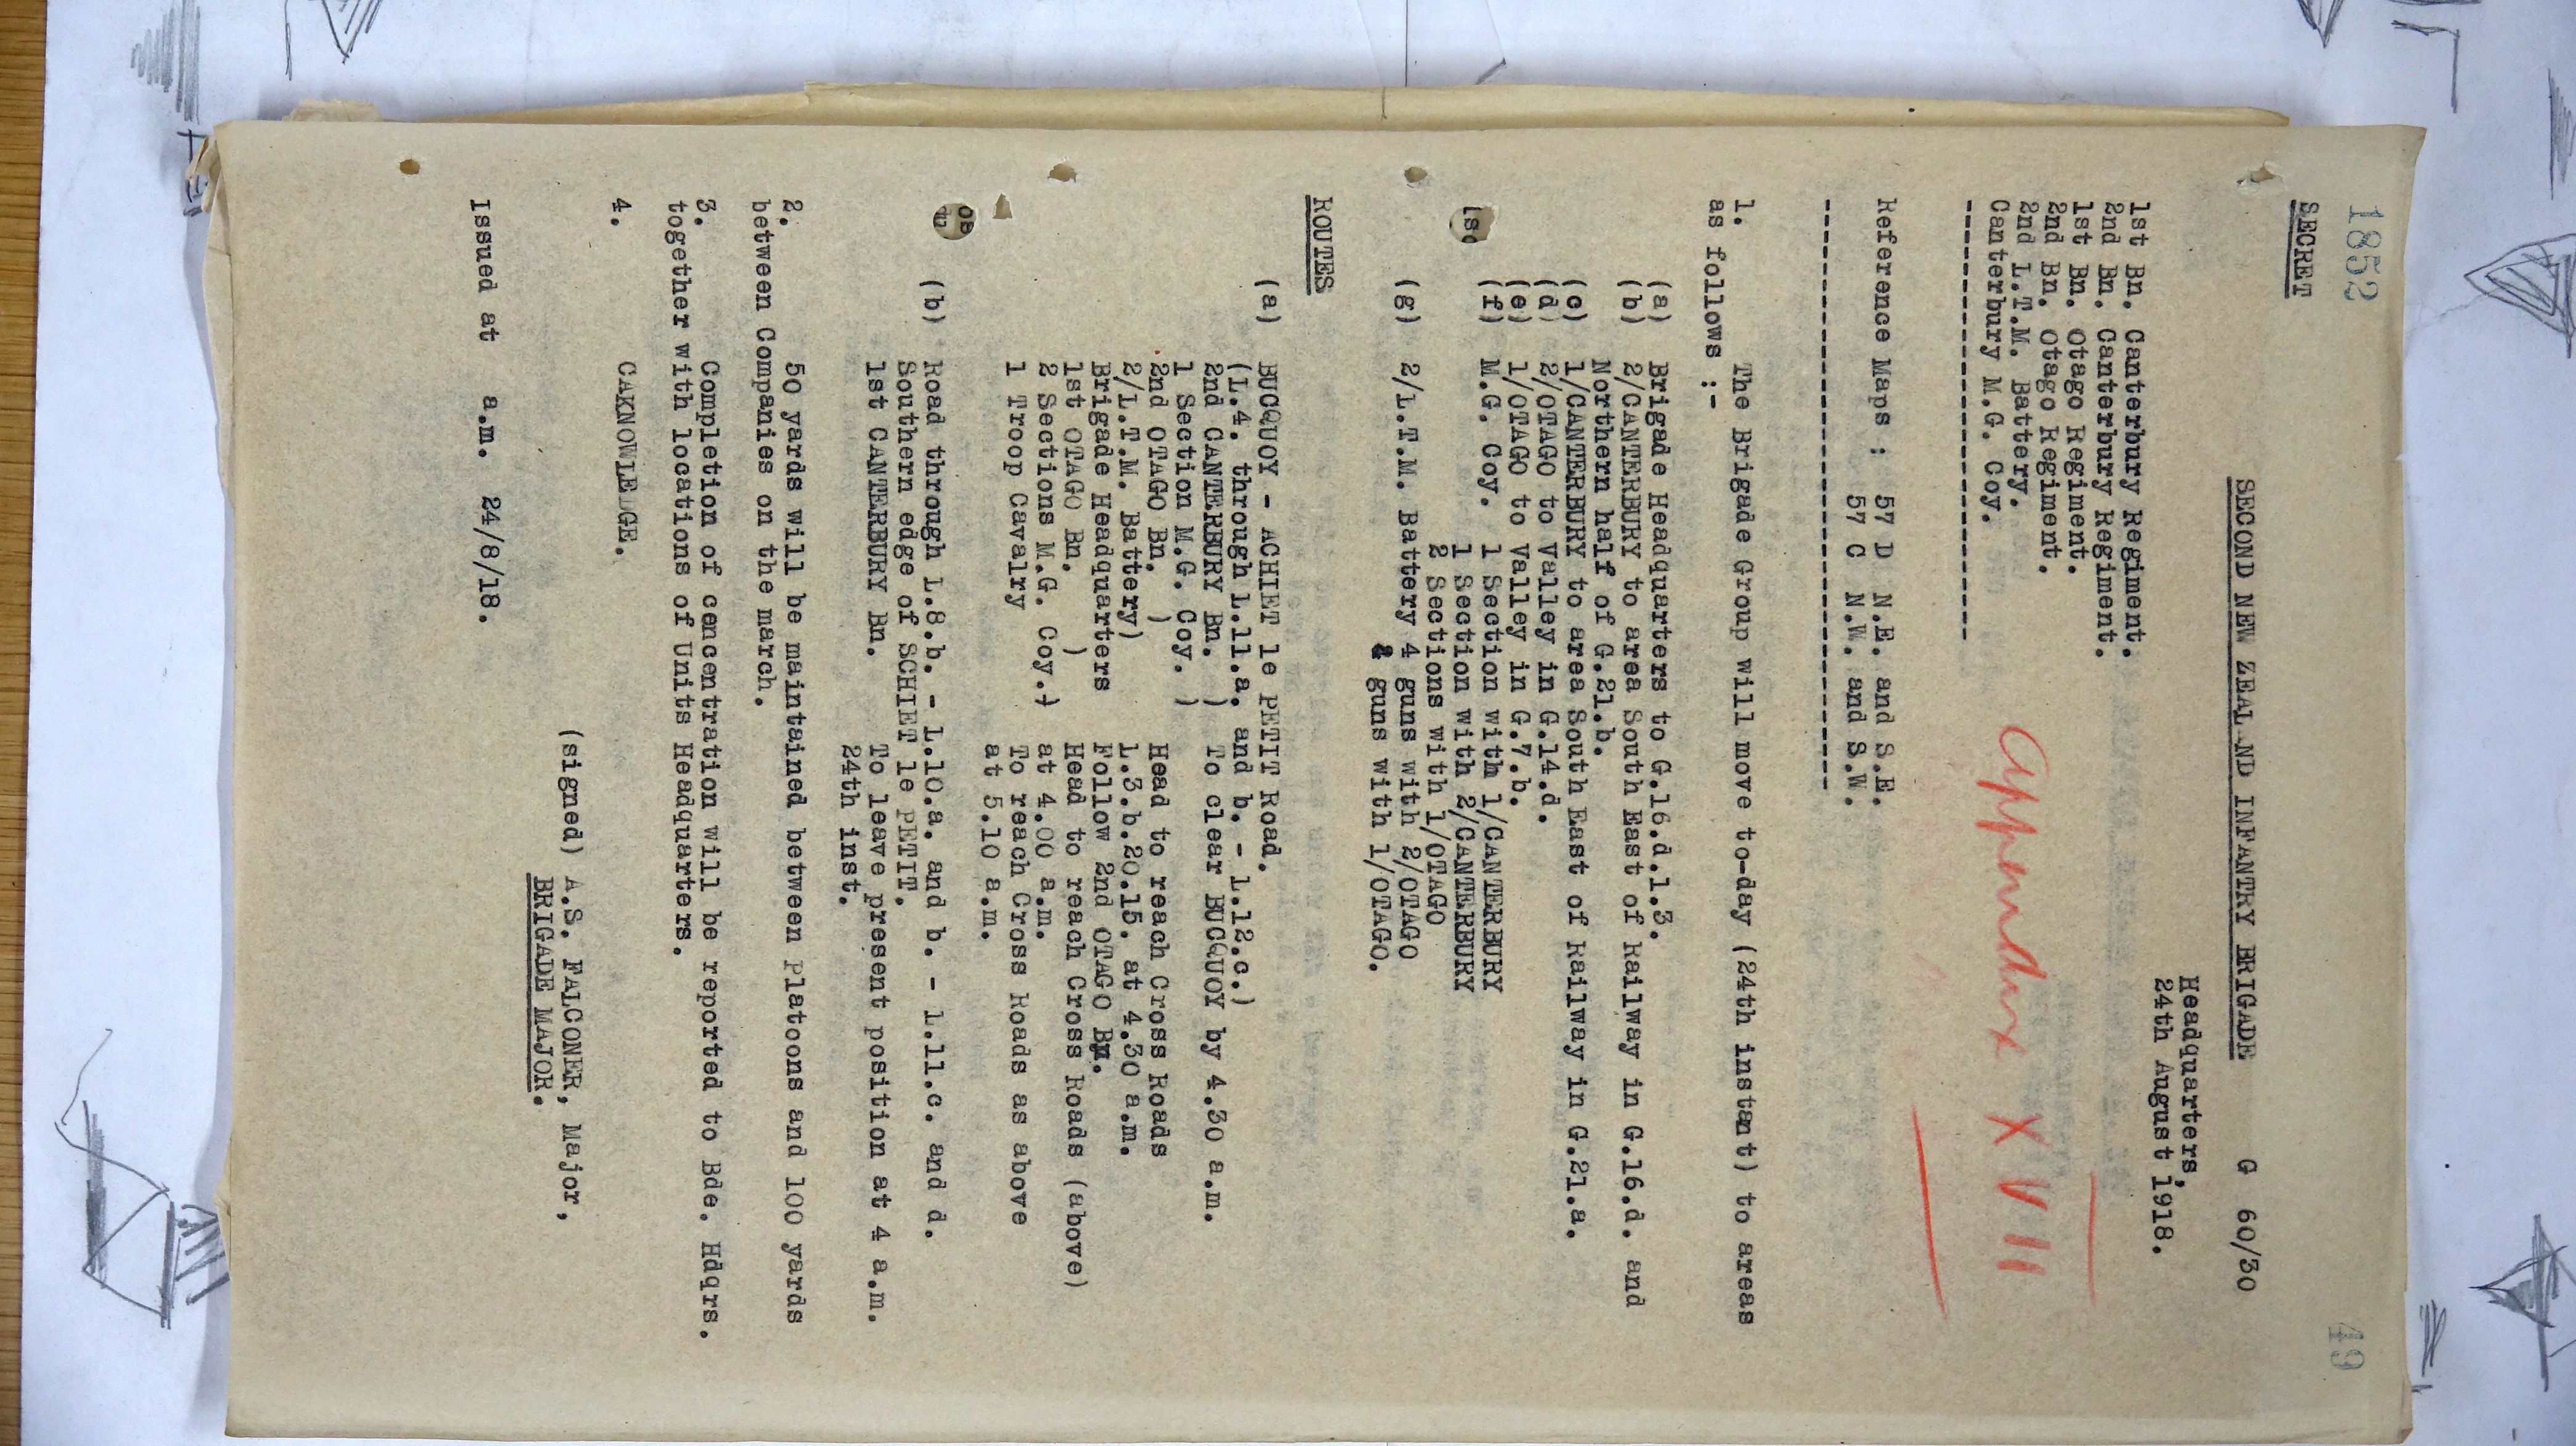 1852
49
SECRET
SECOND NEW ZEAL ND INFANTRY BRIGADE G 60/30
Headquarters,
24th August 1918.
1st Bn. Canterbury Regiment.
2nd Bn. Canterbury Regiment.
1st Bn. Otago Regiment.
2nd Bn. Otago Regiment.
2nd L.T.M. Battery.
Canterbury M.G. Coy.
Appendix XVII
Reference Maps : 57 D N.E. and S.E.
57 C N.W. and S.W.
1. The Brigade Group will move to-day (24th instant) to areas
as follows :-
(a) Brigade Headquarters to G.16.d.1.3.
(b) 2/CANTERBURY to area South East of Railway in G.16.d. and
Northern half of G.21.b.
(c) 1/CANTERBURY to area South East of Railway in G.21.a.
(d) 2/OTAGO to Valley in G.14.d.
(e) 1/OTAGO to Valley in G.7.b.
(f) M.G. Coy. 1 Section with 1/CANTERBURY
1 Section with 2/CANTERBURY
2 Sections with 1/OTAGO
(g) 2/L.T.M. Battery 4 guns with 2/OTAGO
guns with 1/OTAGO.
ROUTES
(a) BUCQUOY - ACHIET le PETIT Road.
(L.4. through L.11.a. and b. - L.12.c.)
2nd CANTERBURY Bn. ) To clear BUCQUOY by 4.30 a.m.
1 Section M.G. Coy. )
2nd OTAGO Bn. ) Head to reach Cross Roads
2/L.T.M. Battery) L.3.b.20.15. at 4.30 a.m.
Brigade Headquarters Follow 2nd OTAGO Bn.
1st OTAGO Bn. ) Head to reach Cross Roads (above)
2 Sections M.G. Coy.) at 4.00 a.m.
1 Troop Cavalry To reach Cross Roads as above
at 5.10 a.m.
(b) Road through L.8.b. - L.10.a. and b. - L.11.c. and d.
Southern edge of SCHIET le PETIT.
1st CANTERBURY Bn. To leave present position at 4 a.m.
24th inst.
2. 50 yards will be maintained between Platoons and 100 yards
between Companies on the march.
3. Completion of cencentration will be reported to Bde. Hdqrs.
together with locations of Units Headquarters.
4. CAKNOWLEDGE.
(signed) A.S. FALCONER, Major,
BRIGADE MAJOR.
Issued at a.m. 24/8/18.